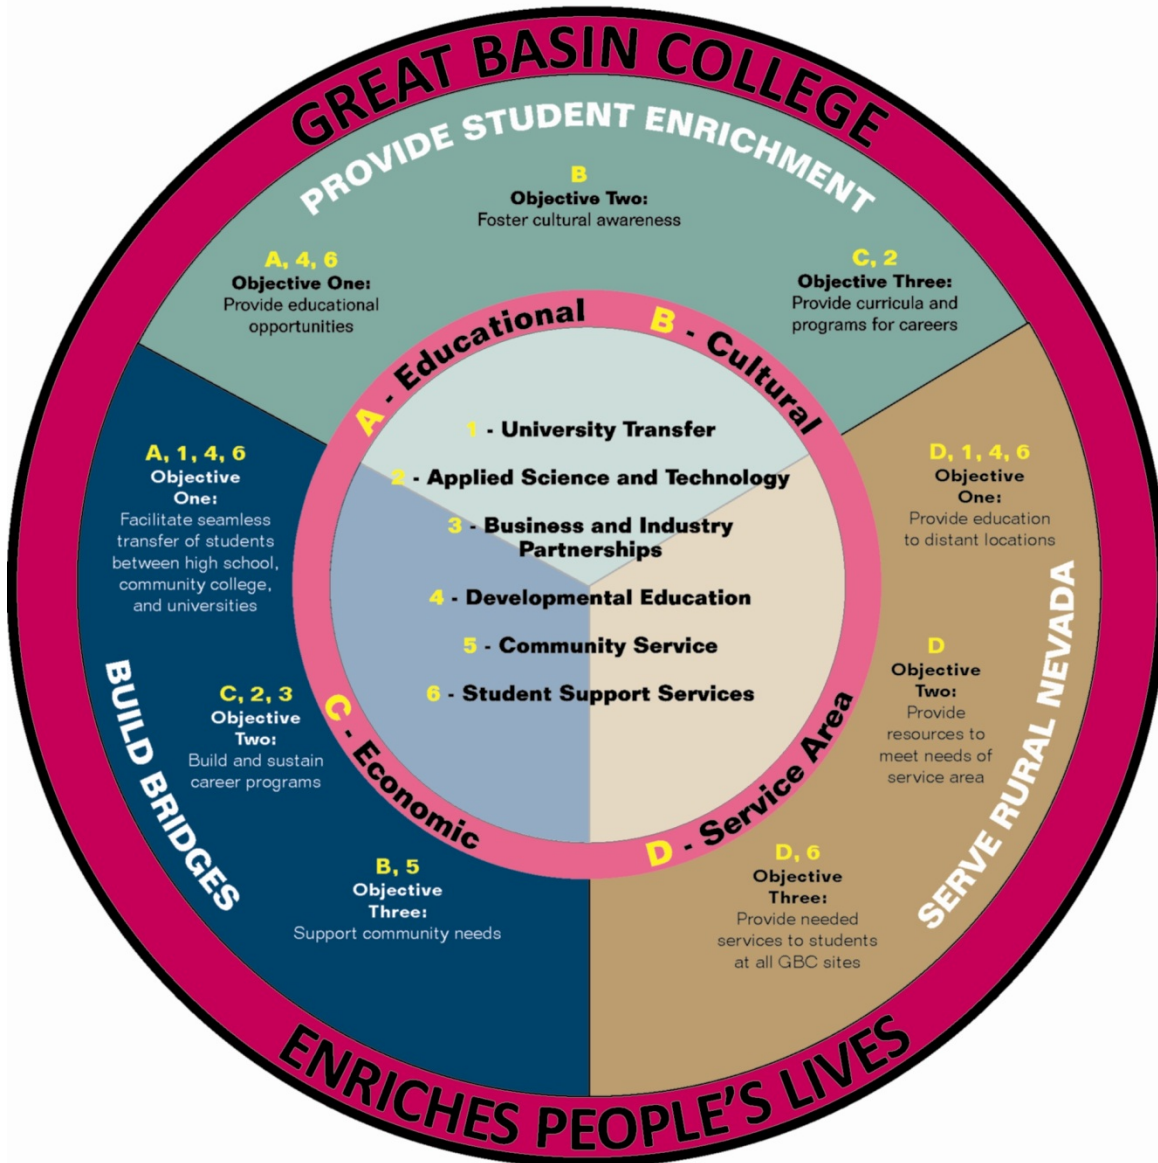 GREAT BASIN COLLEGE
PROVIDE STUDENT ENRICHMENT
A, 4, 6
Objective One:
Provide educational
opportunities
B
Objective Two:
Foster cultural awareness
C, 2
Objective Three:
Provide curricula and
programs for careers
A - Educational
B - Cultural
C - Economic
D - Service Area
1 - University Transfer
2 - Applied Science and Technology
3 - Business and Industry
Partnerships
4 - Developmental Education
5 - Community Service
6 - Student Support Services
BUILD BRIDGES
A, 1, 4, 6
Objective
One:
Facilitate seamless
transfer of students
between high school,
community college,
and universities
C, 2, 3
Objective
Two:
Build and sustain
career programs
B, 5
Objective
Three:
Support community needs
SERVE RURAL NEVADA
D, 1, 4, 6
Objective
One:
Provide education
to distant locations
D
Objective
Two:
Provide
resources to
meet needs of
service area
D, 6
Objective
Three:
Provide needed
services to students
at all GBC sites
ENRICHES PEOPLE'S LIVES